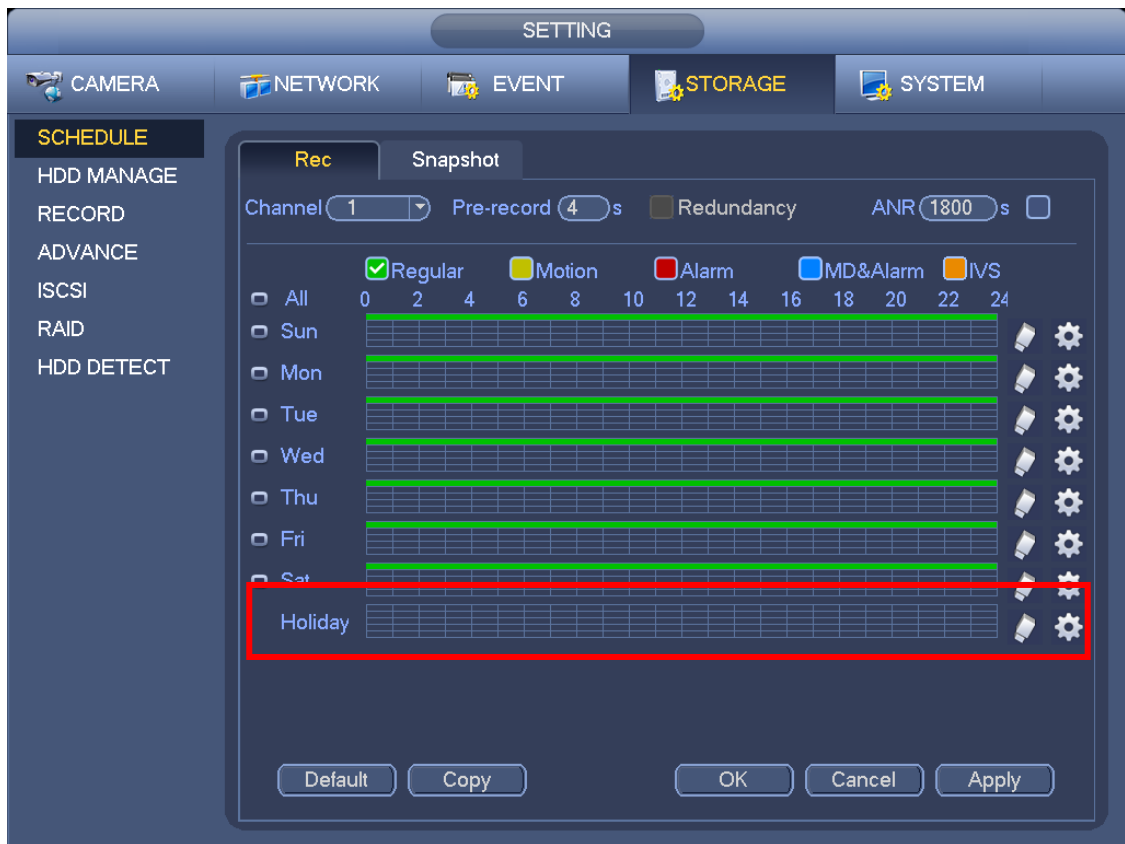 SETTING
CAMERA NETWORK EVENT STORAGE SYSTEM
SCHEDULE
HDD MANAGE
RECORD
ADVANCE
ISCSI
RAID
HDD DETECT
Rec Snapshot
Channel 1 Pre-record 4 s Redundancy ANR 1800 s
Regular Motion Alarm MD&Alarm IVS
All 0 2 4 6 8 10 12 14 16 18 20 22 24
Sun
Mon
Tue
Wed
Thu
Fri
Sat
Holiday
Default Copy OK Cancel Apply